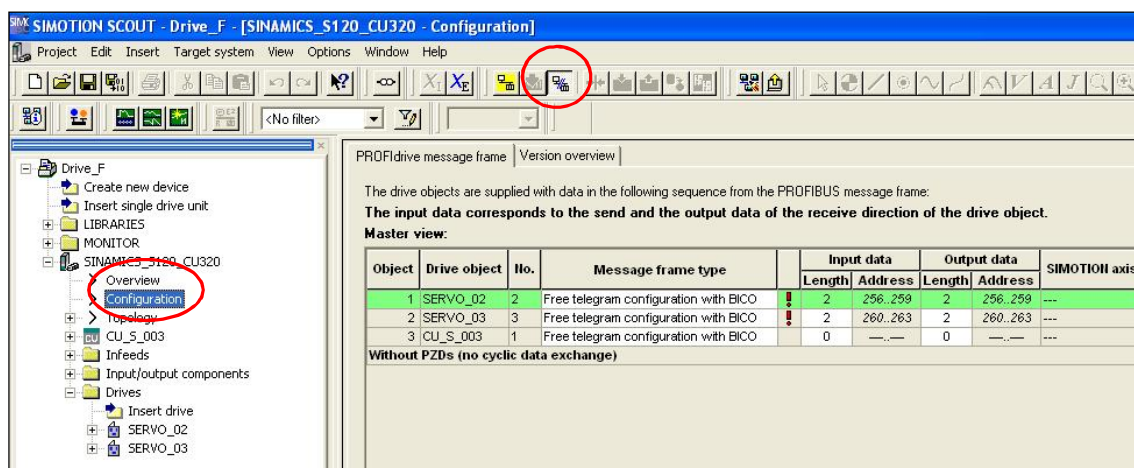 SIMOTION SCOUT - Drive_F - [SINAMICS_S120_CU320 - Configuration]
Project Edit Insert Target system View Options Window Help
<No filter>
Drive_F
Create new device
Insert single drive unit
LIBRARIES
MONITOR
SINAMICS_S120_CU320
Overview
Configuration
Topology
CU_S_003
Infeeds
Input/output components
Drives
Insert drive
SERVO_02
SERVO_03
PROFIdrive message frame Version overview
The drive objects are supplied with data in the following sequence from the PROFIBUS message frame:
The input data corresponds to the send and the output data of the receive direction of the drive object.
Master view:
Object Drive object No. Message frame type Input data Output data SIMOTION axis
Length Address Length Address
1 SERVO_02 2 Free telegram configuration with BICO ! 2 256..259 2 256..259 ---
2 SERVO_03 3 Free telegram configuration with BICO ! 2 260..263 2 260..263 ---
3 CU_S_003 1 Free telegram configuration with BICO 0 ---..--- 0 ---..--- ---
Without PZDs (no cyclic data exchange)